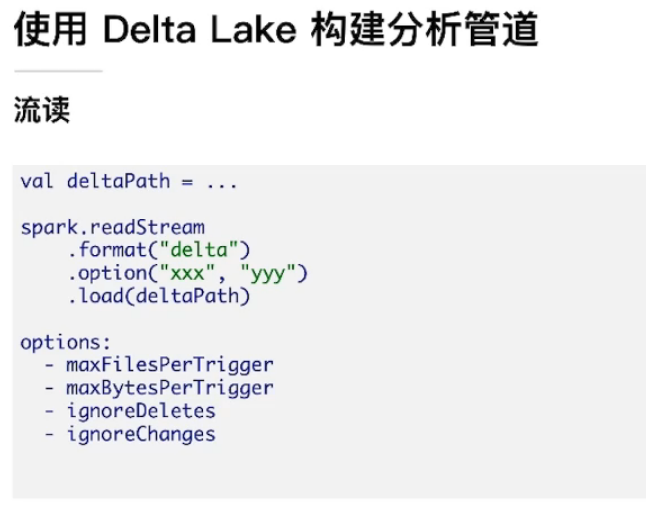 使用 Delta Lake 构建分析管道
流读
val deltaPath = ...
spark.readStream
.format("delta")
.option("xxx", "yyy")
.load(deltaPath)
options:
- maxFilesPerTrigger
- maxBytesPerTrigger
- ignoreDeletes
- ignoreChanges